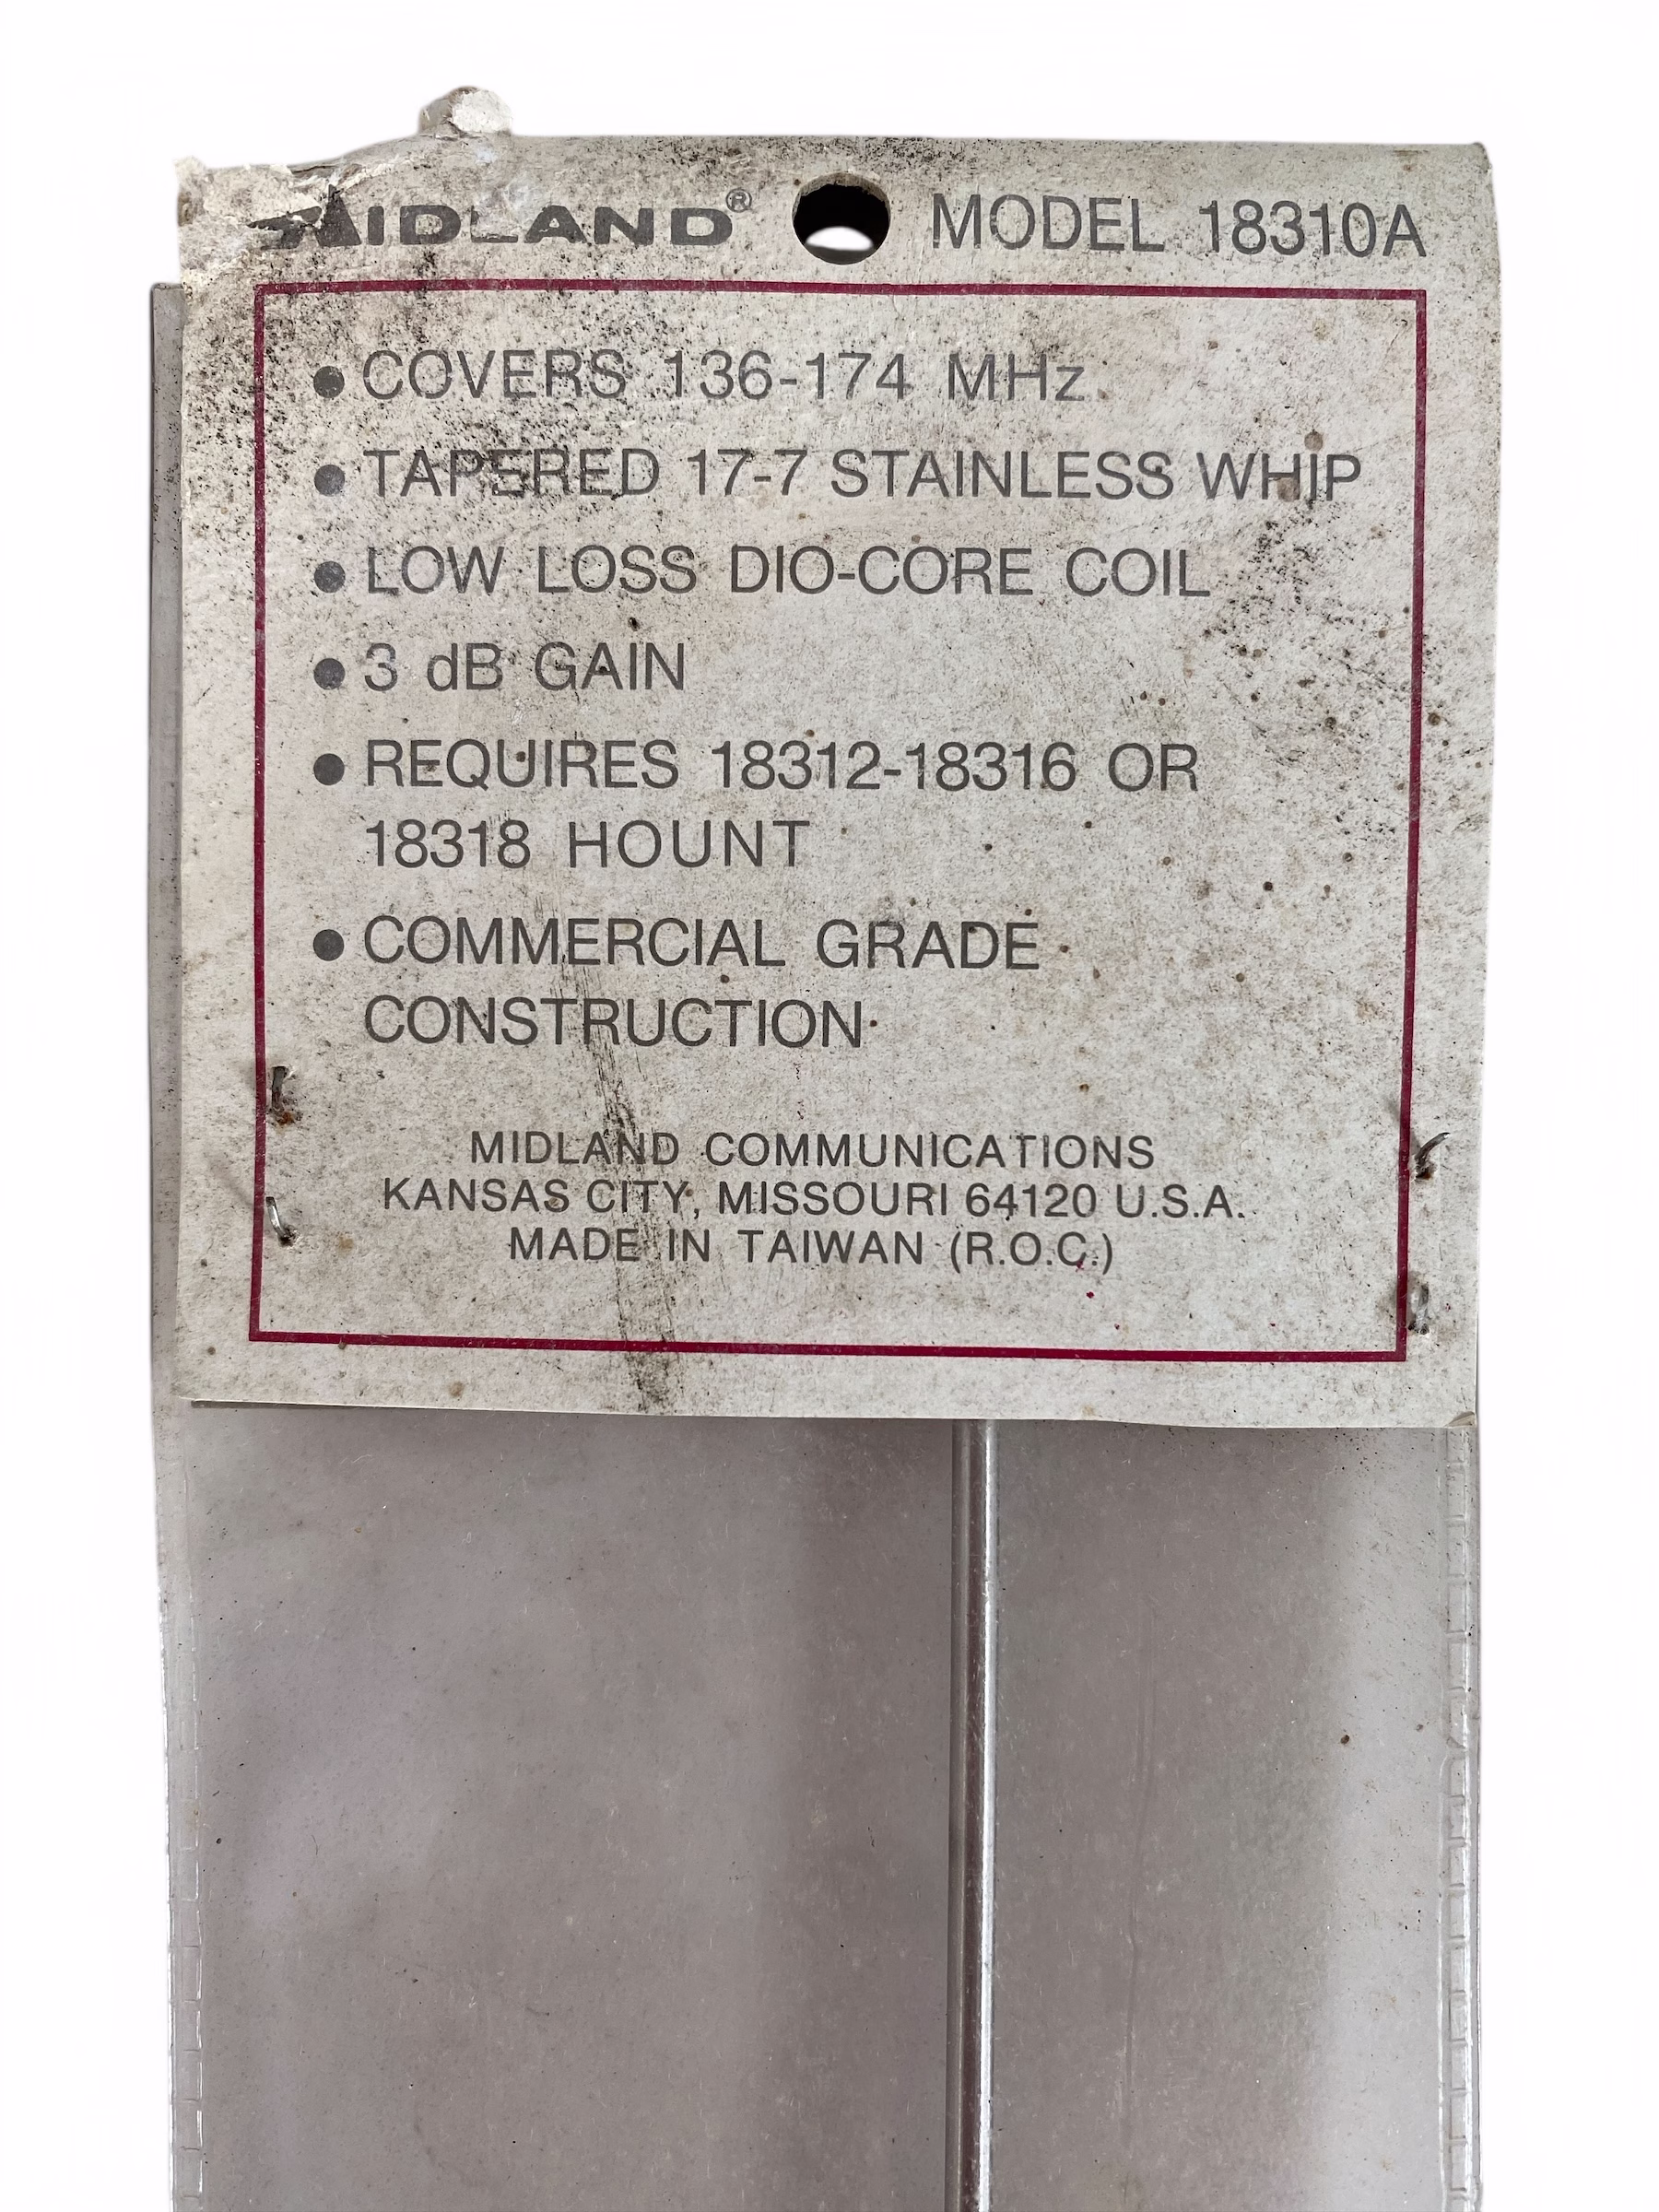 MIDLAND® MODEL 18310A
• COVERS 136-174 MHz
• TAPERED 17-7 STAINLESS WHIP
• LOW LOSS DIO-CORE COIL
• 3 dB GAIN
• REQUIRES 18312-18316 OR
18318 HOUNT
• COMMERCIAL GRADE
CONSTRUCTION
MIDLAND COMMUNICATIONS
KANSAS CITY, MISSOURI 64120 U.S.A.
MADE IN TAIWAN (R.O.C.)